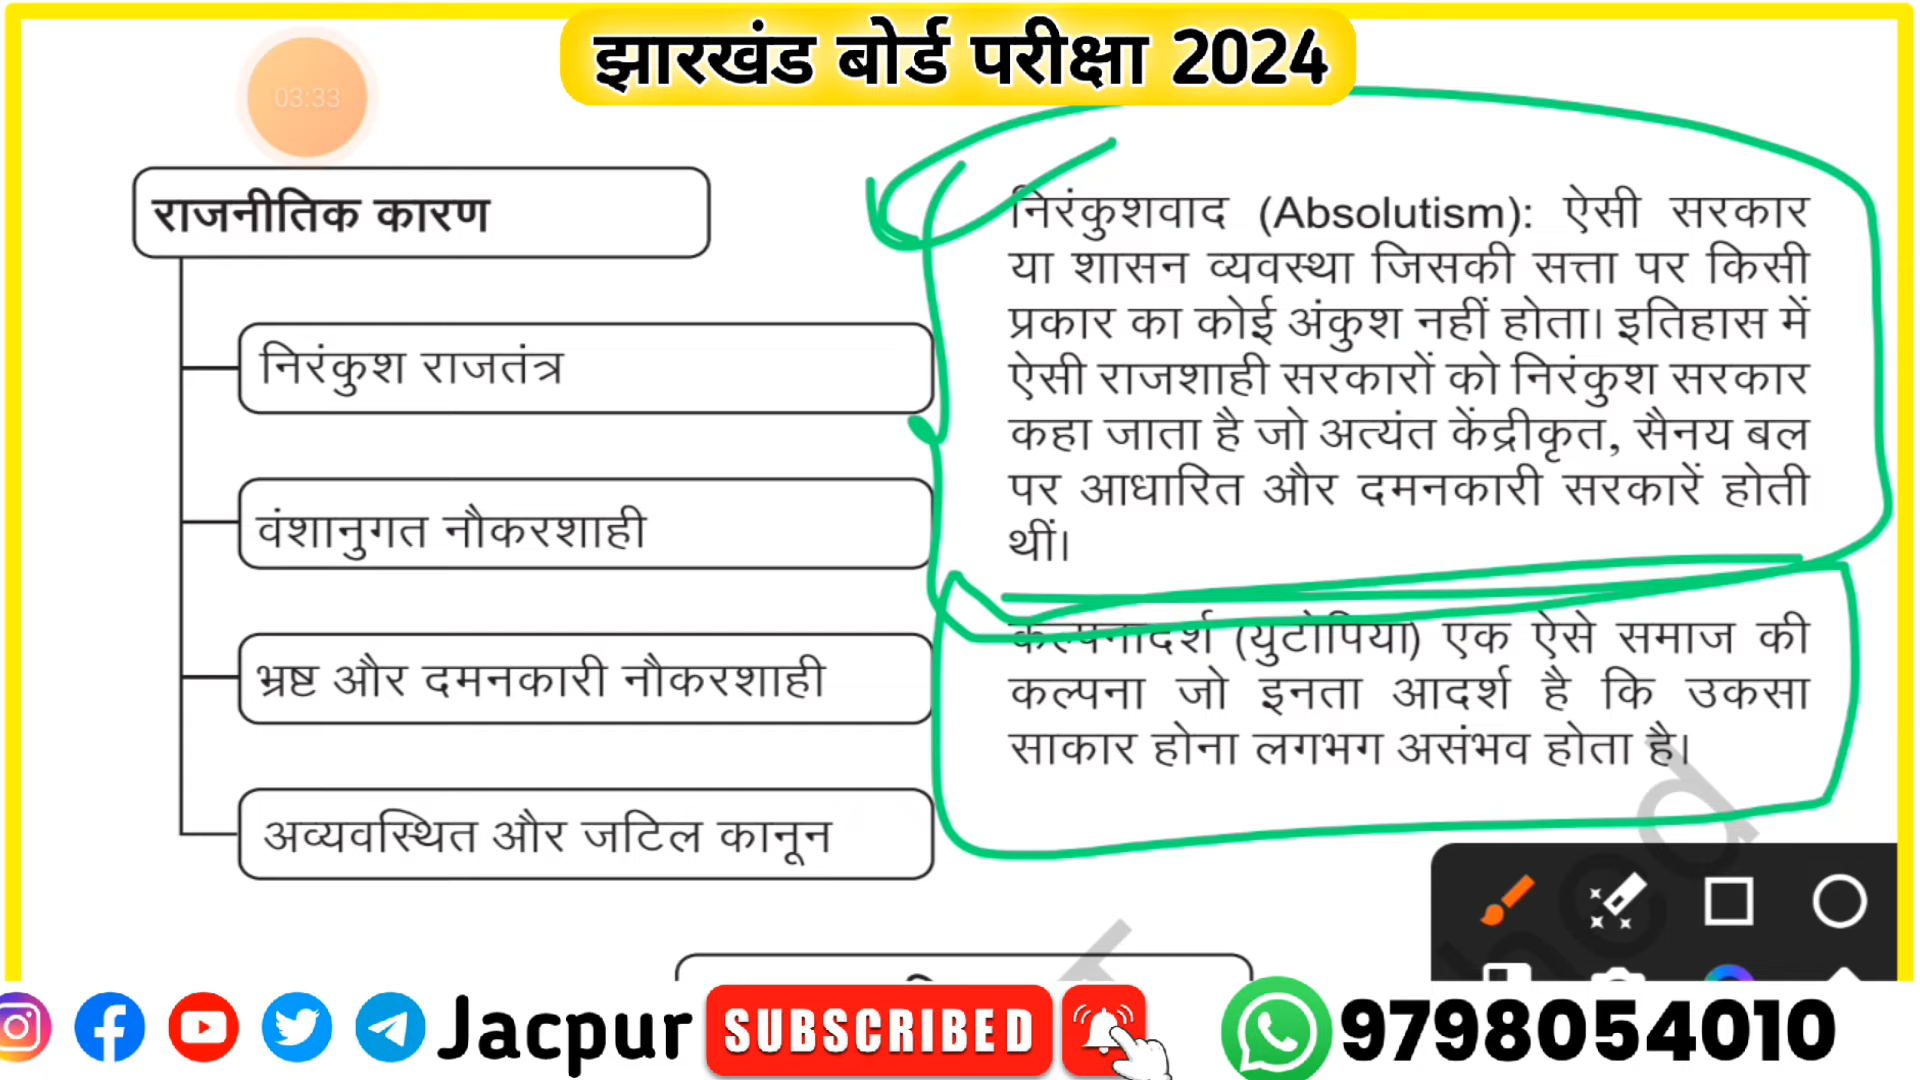 झारखंड बोर्ड परीक्षा 2024
03:33
राजनीतिक कारण
निरंकुश राजतंत्र
वंशानुगत नौकरशाही
भ्रष्ट और दमनकारी नौकरशाही
अव्यवस्थित और जटिल कानून
निरंकुशवाद (Absolutism): ऐसी सरकार
या शासन व्यवस्था जिसकी सत्ता पर किसी
प्रकार का कोई अंकुश नहीं होता। इतिहास में
ऐसी राजशाही सरकारों को निरंकुश सरकार
कहा जाता है जो अत्यंत केंद्रीकृत, सैनय बल
पर आधारित और दमनकारी सरकारें होती
थीं।
कल्पनादर्श (युटोपिया) एक ऐसे समाज की
कल्पना जो इनता आदर्श है कि उकसा
साकार होना लगभग असंभव होता है।
Jacpur SUBSCRIBED 9798054010